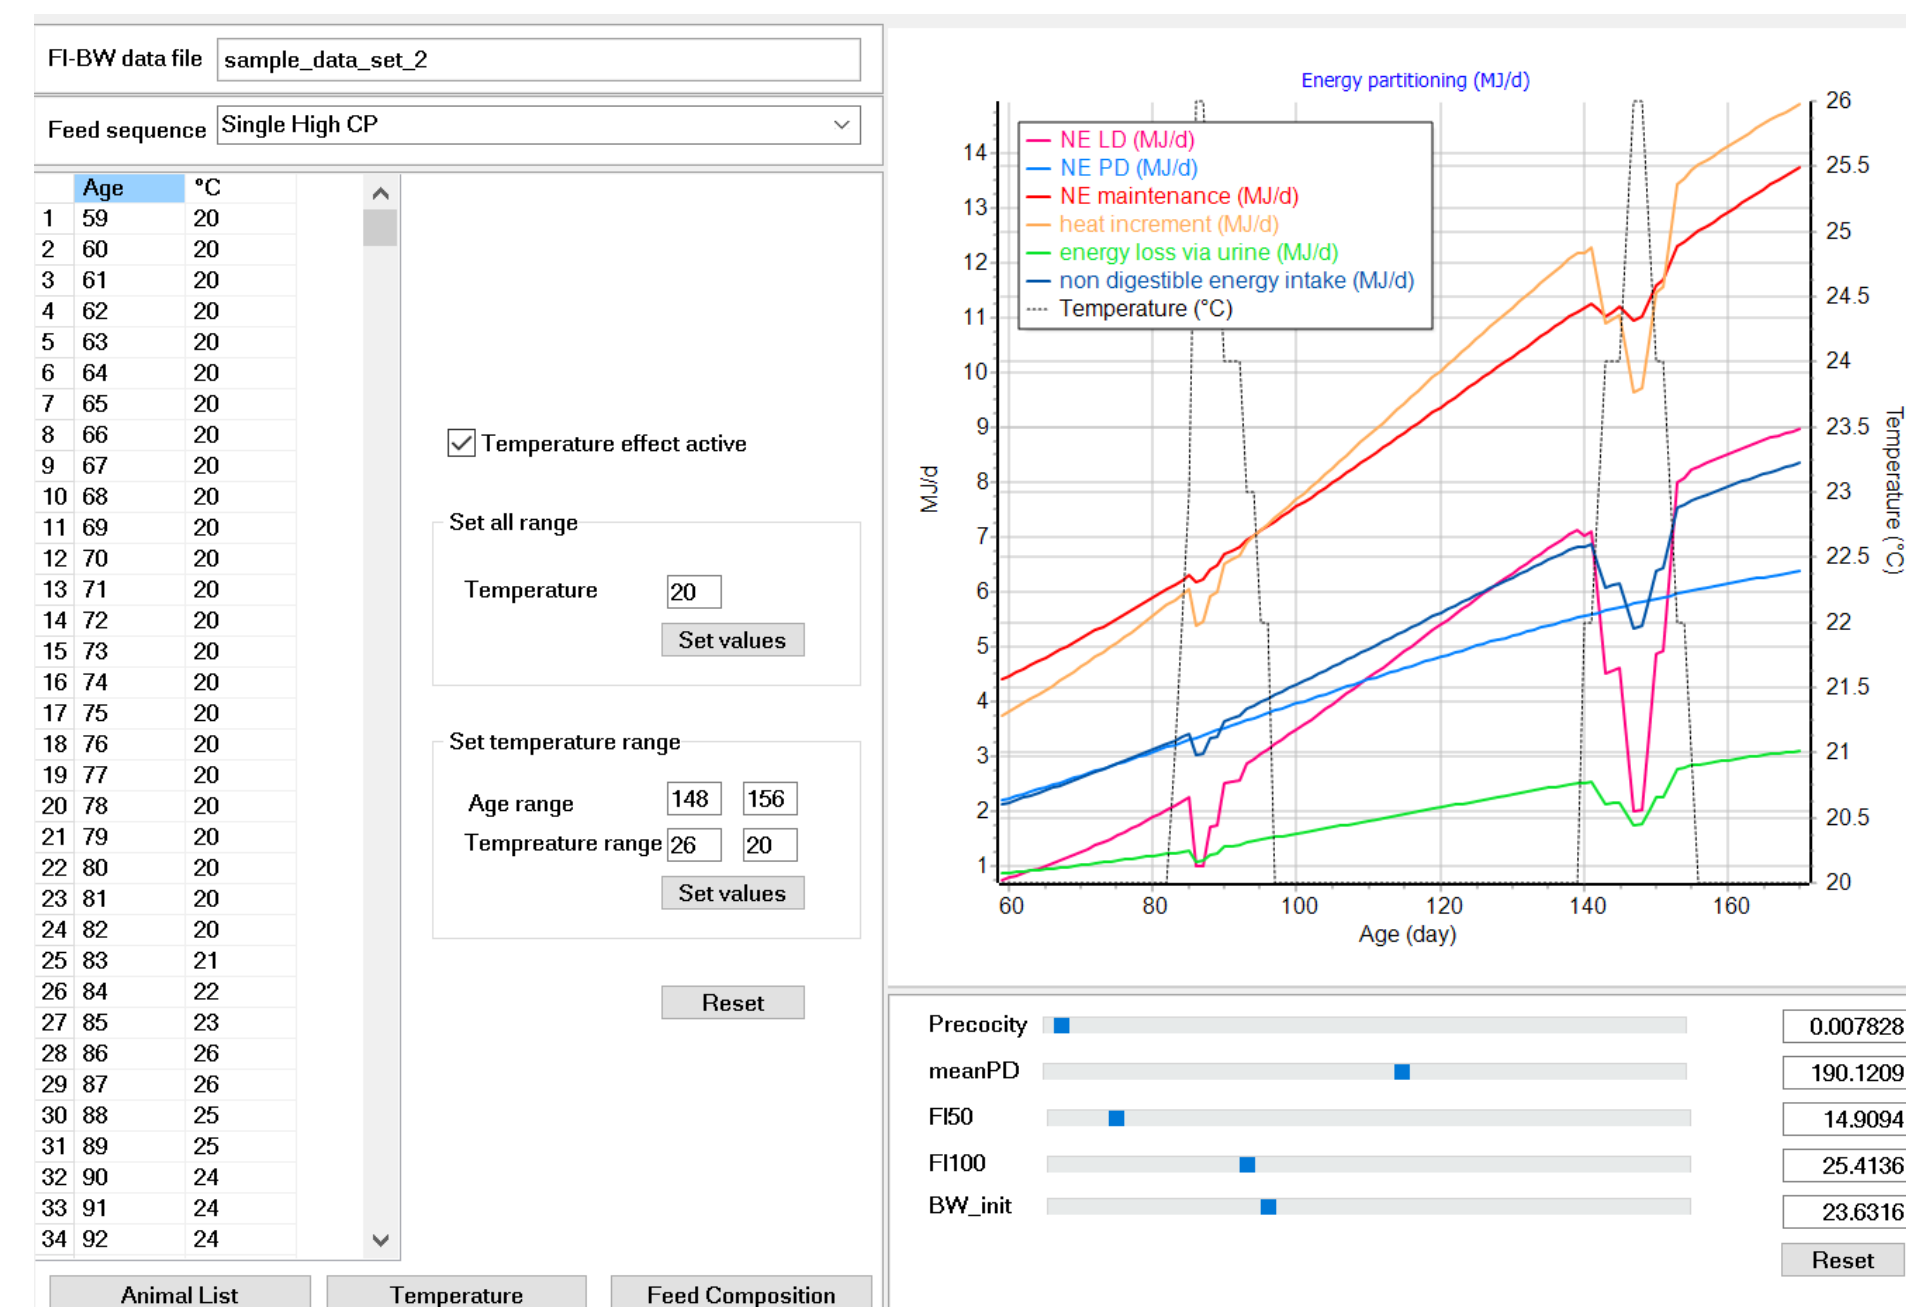 FI-BW data file sample_data_set_2
Feed sequence Single High CP
Age °C
1 59 20
2 60 20
3 61 20
4 62 20
5 63 20
6 64 20
7 65 20
8 66 20
9 67 20
10 68 20
11 69 20
12 70 20
13 71 20
14 72 20
15 73 20
16 74 20
17 75 20
18 76 20
19 77 20
20 78 20
21 79 20
22 80 20
23 81 20
24 82 20
25 83 21
26 84 22
27 85 23
28 86 26
29 87 26
30 88 25
31 89 25
32 90 24
33 91 24
34 92 24
Temperature effect active
Set all range
Temperature 20
Set values
Set temperature range
Age range 148 156
Tempreature range 26 20
Set values
Reset
Animal List Temperature Feed Composition
Energy partitioning (MJ/d)
NE LD (MJ/d)
NE PD (MJ/d)
NE maintenance (MJ/d)
heat increment (MJ/d)
energy loss via urine (MJ/d)
non digestible energy intake (MJ/d)
Temperature (°C)
MJ/d
14
13
12
11
10
9
8
7
6
5
4
3
2
1
26
25.5
25
24.5
24
23.5
23
22.5
22
21.5
21
20.5
20
Temperature (°C)
60 80 100 120 140 160
Age (day)
Precocity 0.007828
meanPD 190.1209
FI50 14.9094
FI100 25.4136
BW_init 23.6316
Reset